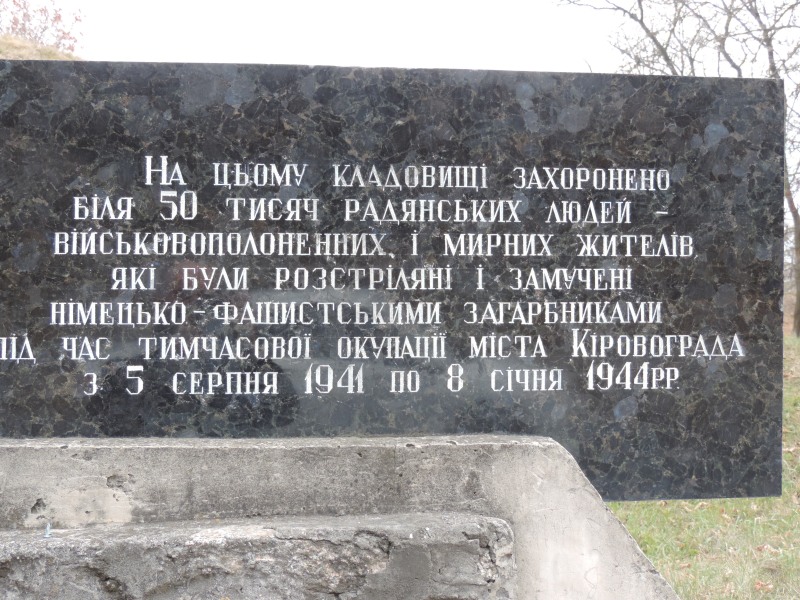 На цьому кладовищі захоронено
біля 50 тисяч радянських людей -
військовополоненних, і мирних жителів,
які були розстріляні і замучені
німецько-фашистськими загарбниками
під час тимчасової окупації міста Кіровограда
з 5 серпня 1941 по 8 січня 1944рр.